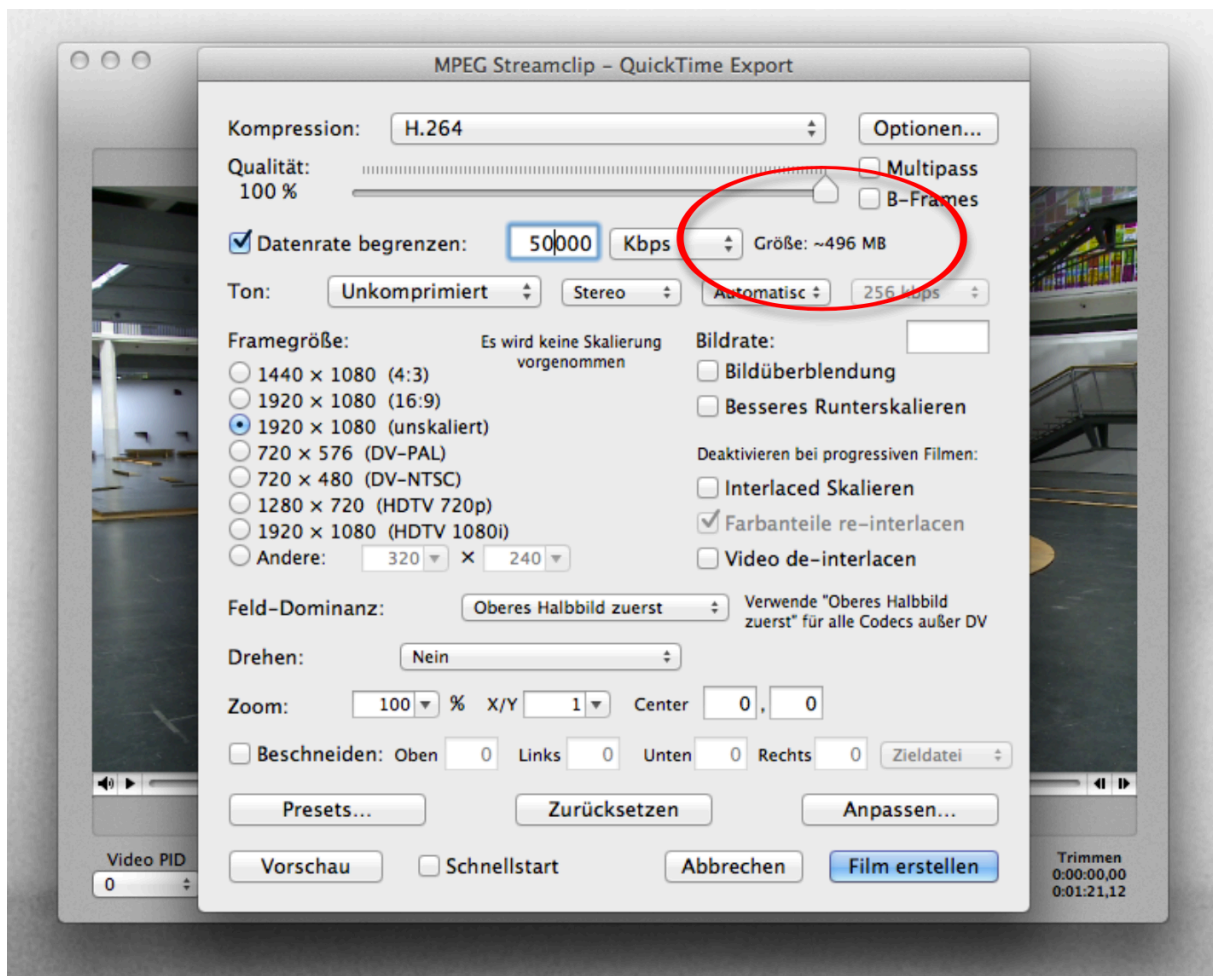 MPEG Streamclip – QuickTime Export
Kompression: H.264 Optionen...
Qualität: Multipass
100 % B-Frames
Datenrate begrenzen: 50000 Kbps Größe: ~496 MB
Ton: Unkomprimiert Stereo Automatisc 256 kbps
Framegröße: Es wird keine Skalierung Bildrate:
vorgenommen
1440 × 1080 (4:3) Bildüberblendung
1920 × 1080 (16:9) Besseres Runterskalieren
1920 × 1080 (unskaliert)
720 × 576 (DV-PAL) Deaktivieren bei progressiven Filmen:
720 × 480 (DV-NTSC) Interlaced Skalieren
1280 × 720 (HDTV 720p)
1920 × 1080 (HDTV 1080i) Farbanteile re-interlacen
Andere: 320 × 240 Video de-interlacen
Feld-Dominanz: Oberes Halbbild zuerst Verwende "Oberes Halbbild
zuerst" für alle Codecs außer DV
Drehen: Nein
Zoom: 100 % X/Y 1 Center 0 , 0
Beschneiden: Oben 0 Links 0 Unten 0 Rechts 0 Zieldatei
Presets... Zurücksetzen Anpassen...
Vorschau Schnellstart Abbrechen Film erstellen
Video PID
0
Trimmen
0:00:00,00
0:01:21,12